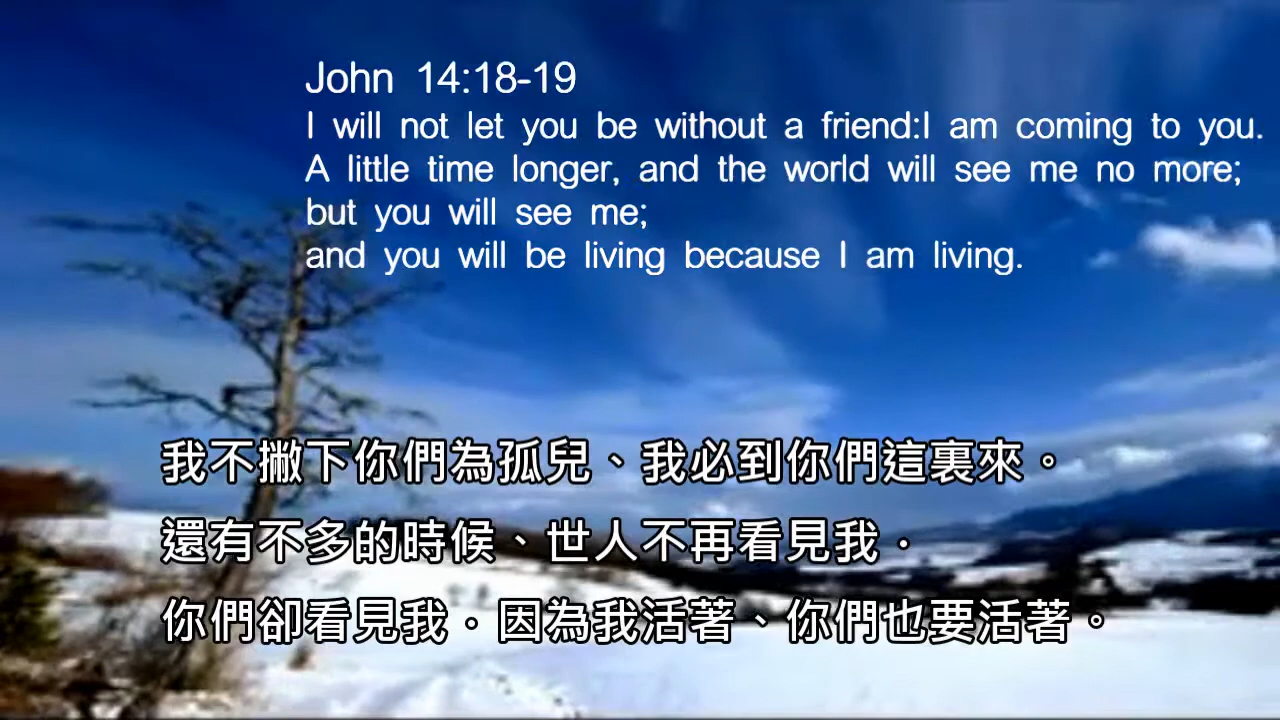 John 14:18-19
I will not let you be without a friend:I am coming to you.
A little time longer, and the world will see me no more;
but you will see me;
and you will be living because I am living.
我不撇下你們為孤兒、我必到你們這裏來。
還有不多的時候、世人不再看見我．
你們卻看見我．因為我活著、你們也要活著。